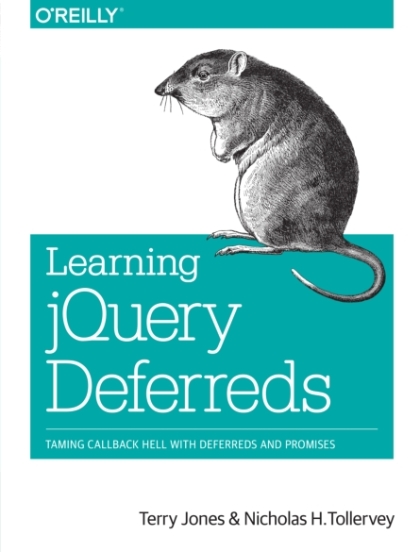 O'REILLY®
Learning
jQuery
Deferreds
TAMING CALLBACK HELL WITH DEFERREDS AND PROMISES
Terry Jones & Nicholas H. Tollervey